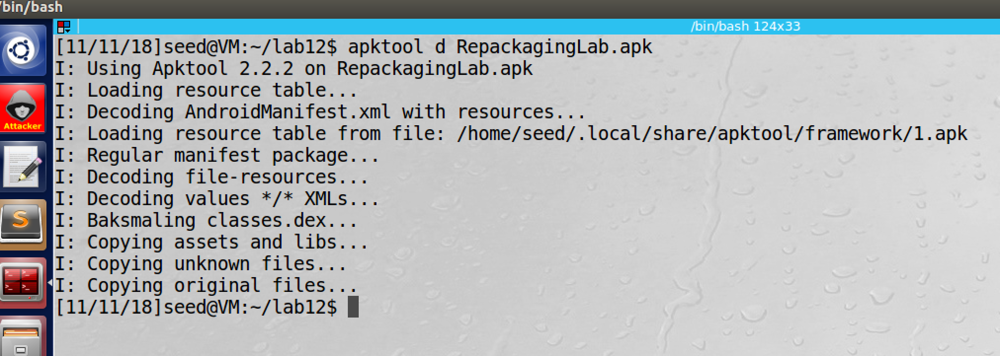 /bin/bash
/bin/bash 124x33
[11/11/18]seed@VM:~/lab12$ apktool d RepackagingLab.apk
I: Using Apktool 2.2.2 on RepackagingLab.apk
I: Loading resource table...
I: Decoding AndroidManifest.xml with resources...
I: Loading resource table from file: /home/seed/.local/share/apktool/framework/1.apk
I: Regular manifest package...
I: Decoding file-resources...
I: Decoding values */* XMLs...
I: Baksmaling classes.dex...
I: Copying assets and libs...
I: Copying unknown files...
I: Copying original files...
[11/11/18]seed@VM:~/lab12$
Attacker